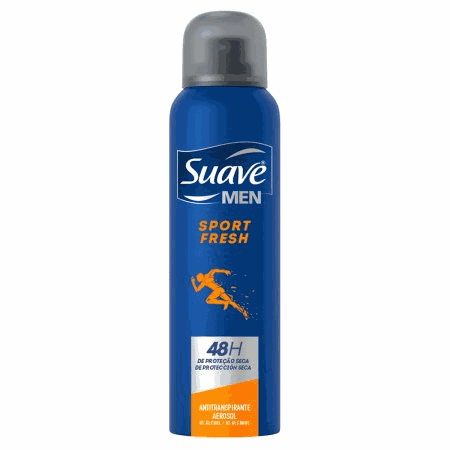 Suave®
MEN
SPORT
FRESH
48H
DE PROTEÇÃO SECA
DE PROTECCIÓN SECA
ANTITRANSPIRANTE
AEROSOL